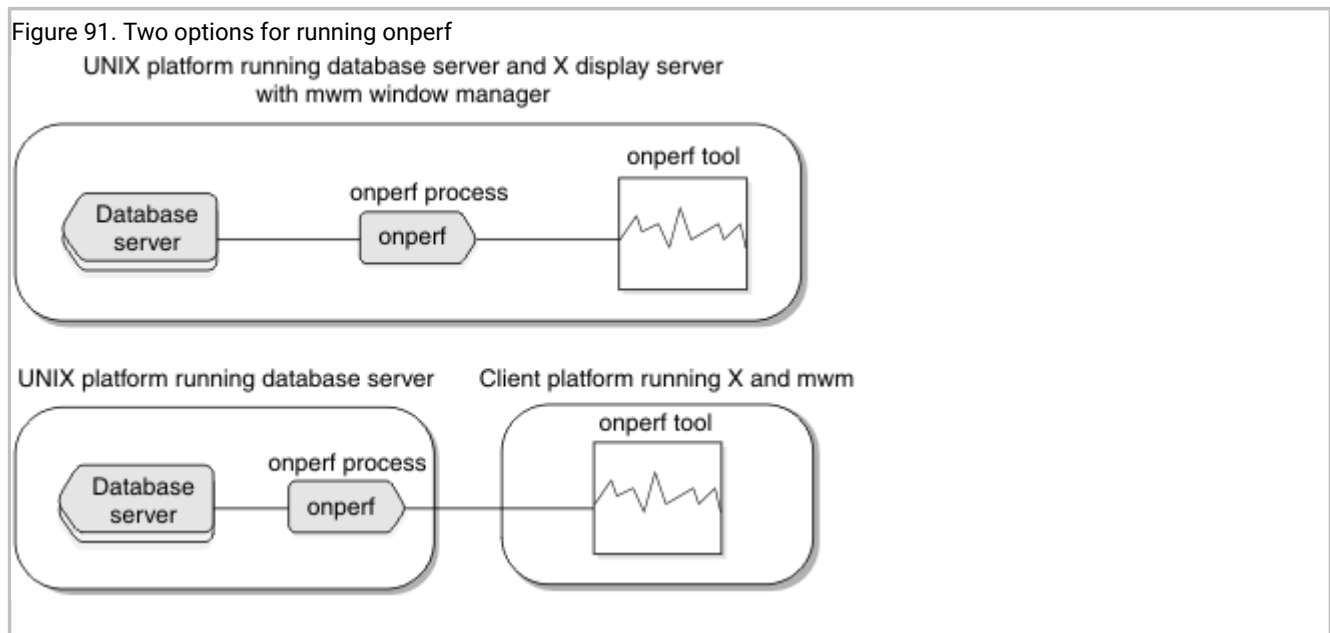 Figure 91. Two options for running onperf
UNIX platform running database server and X display server
with mwm window manager
onperf tool
onperf process
Database
server
onperf
UNIX platform running database server
Client platform running X and mwm
onperf tool
onperf process
Database
server
onperf